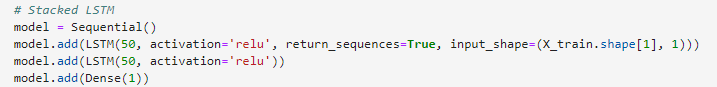 # Stacked LSTM
model = Sequential()
model.add(LSTM(50, activation='relu', return_sequences=True, input_shape=(X_train.shape[1], 1)))
model.add(LSTM(50, activation='relu'))
model.add(Dense(1))